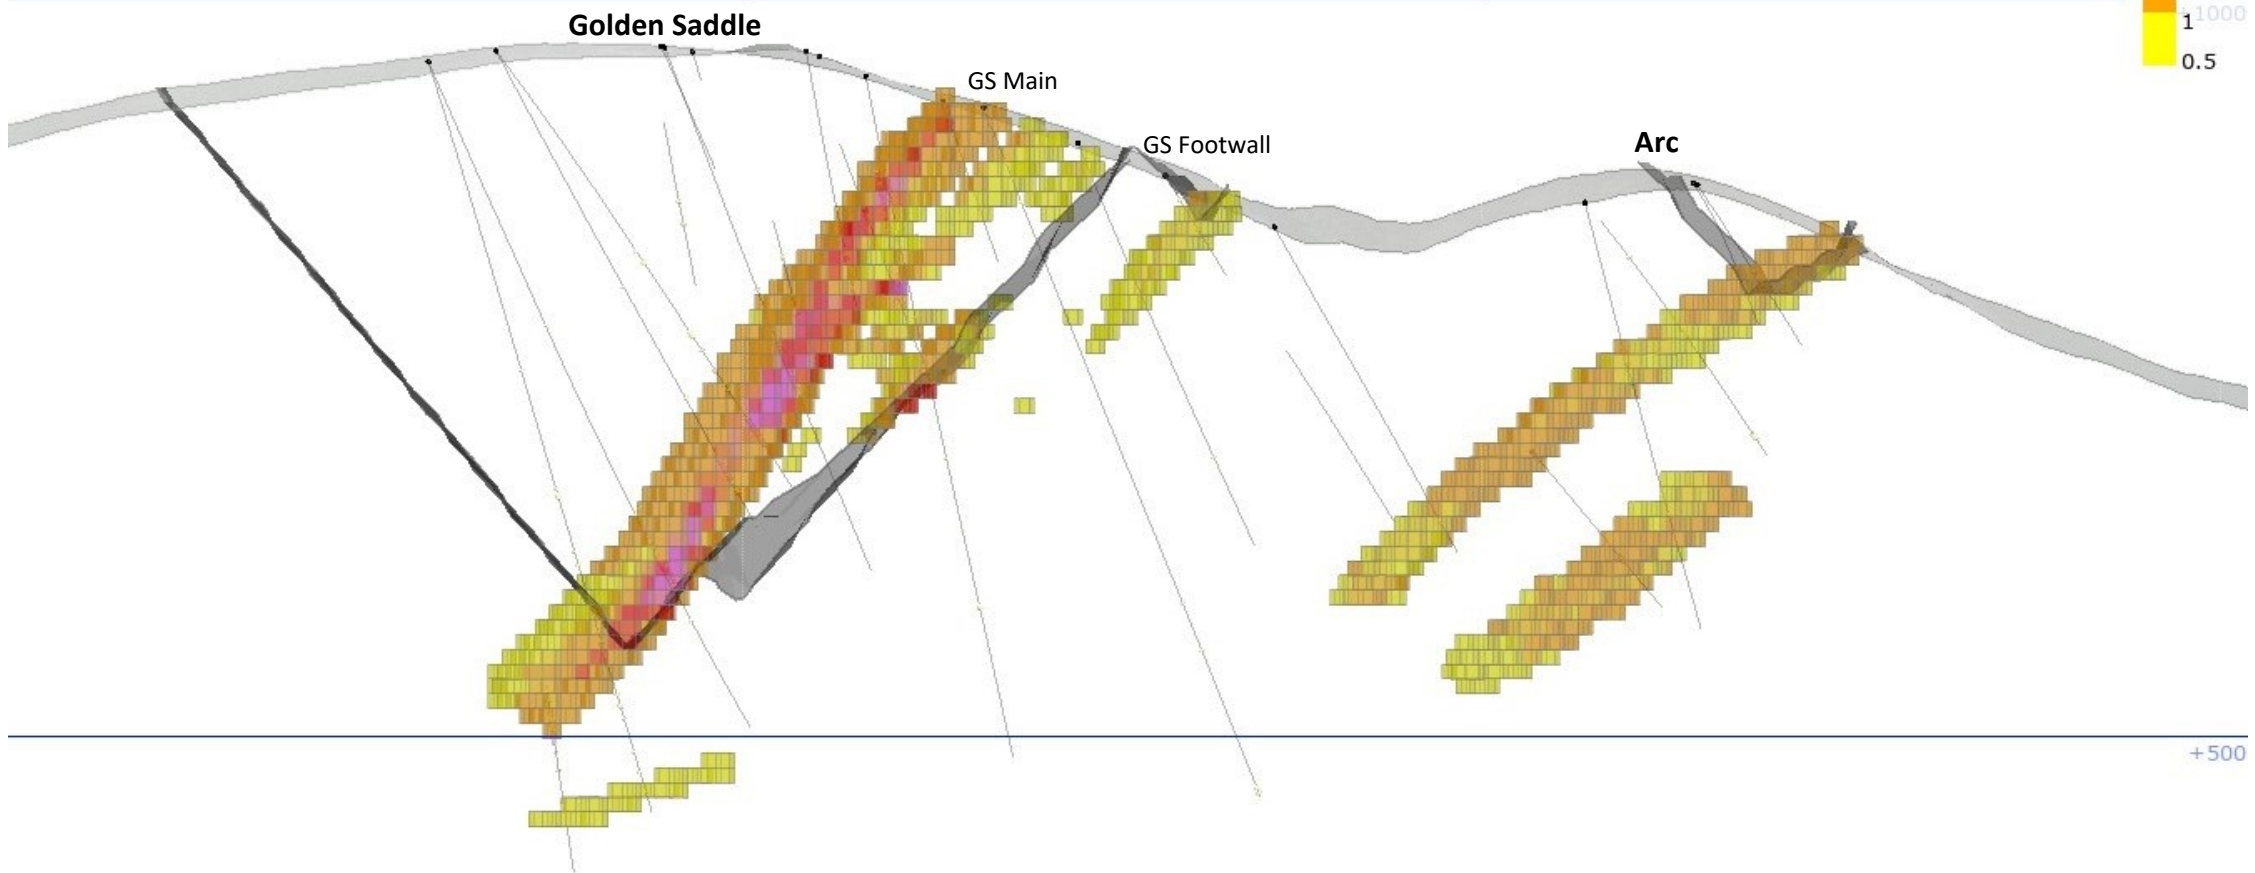 Golden Saddle
+1000
1
0.5
GS Main
GS Footwall
Arc
+500